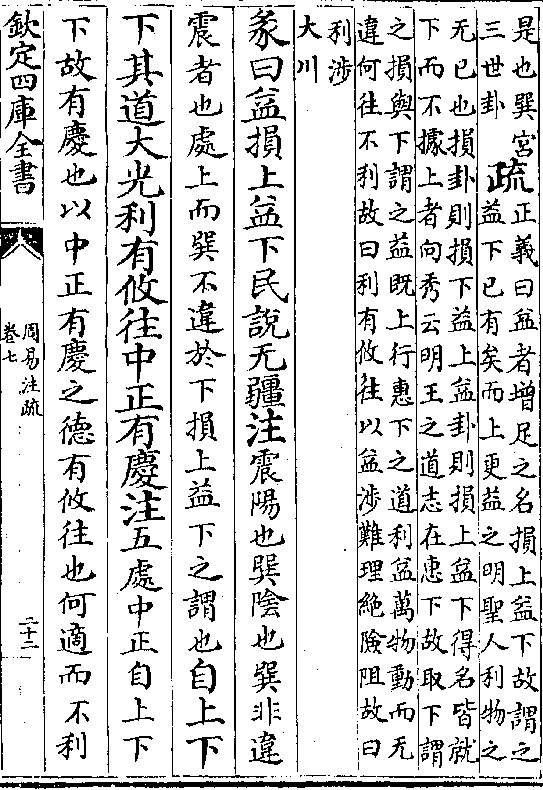 是也巽宮
三世卦
疏
正義曰益者增足之名損上益下故謂之
益下已有矣而上更益之明聖人利物之
无已也損卦則損下益上益卦則損上益下得名皆就
下而不據上者向秀云明王之道志在惠下故取下謂
之損與下謂之益既上行惠下之道利益萬物動而无
違何往不利故曰利有攸往以益涉難理絶險阻故曰
利涉
大川
彖曰益損上益下民說无疆注震陽也巽陰也巽非違
震者也處上而巽不違於下損上益下之謂也自上下
下其道大光利有攸往中正有慶注五處中正自上下
下故有慶也以中正有慶之德有攸往也何適而不利
欽定四庫全書
周易注疏
卷七
二十二